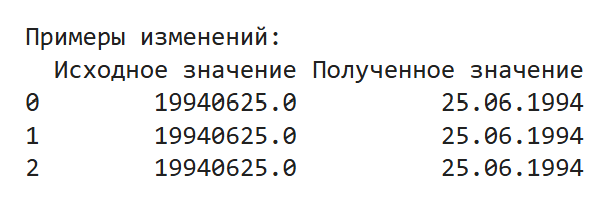 Примеры изменений:
Исходное значение Полученное значение
0 19940625.0 25.06.1994
1 19940625.0 25.06.1994
2 19940625.0 25.06.1994